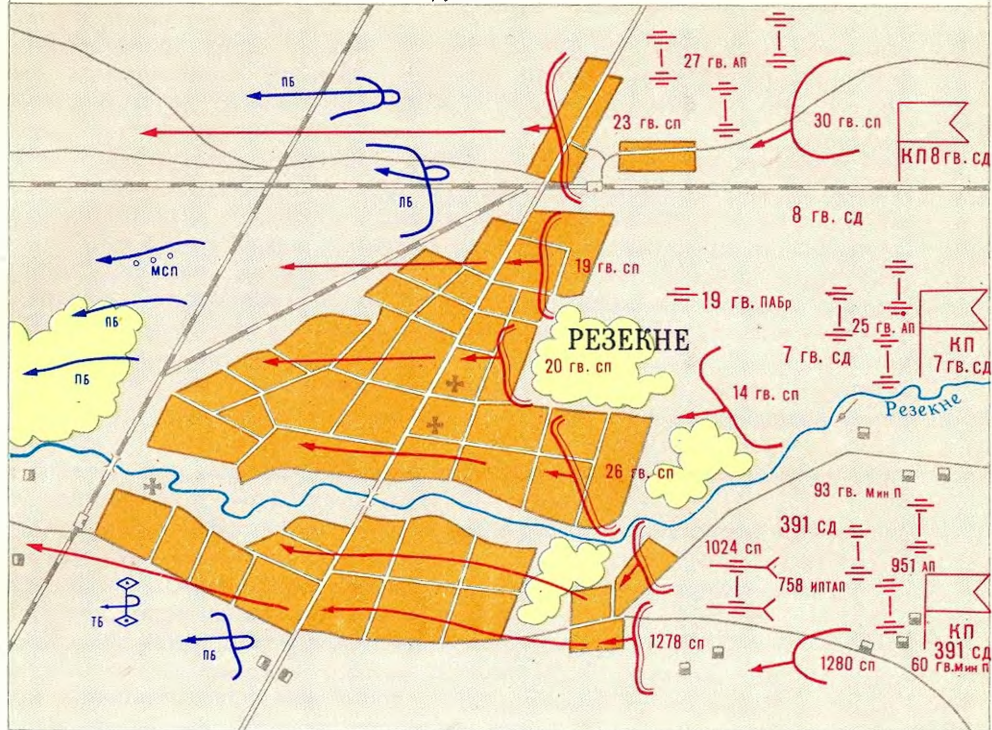 27 гв. АП
ПБ
23 гв. сп
30 гв. сп
КП 8 гв. сд
ПБ
8 гв. сд
МСП
19 гв. сп
19 гв. ПАБр
ПБ
РЕЗЕКНЕ
25 гв. АП
7 гв. сд
КП
7 гв. сд
20 гв. сп
ПБ
14 гв. сп
Резекне
26 гв. сп
93 гв. Мин П
391 СД
1024 сп
951 АП
758 ИПТАП
ТБ
ПБ
1278 сп
КП
391 сд
1280 сп
60 гв. Мин П